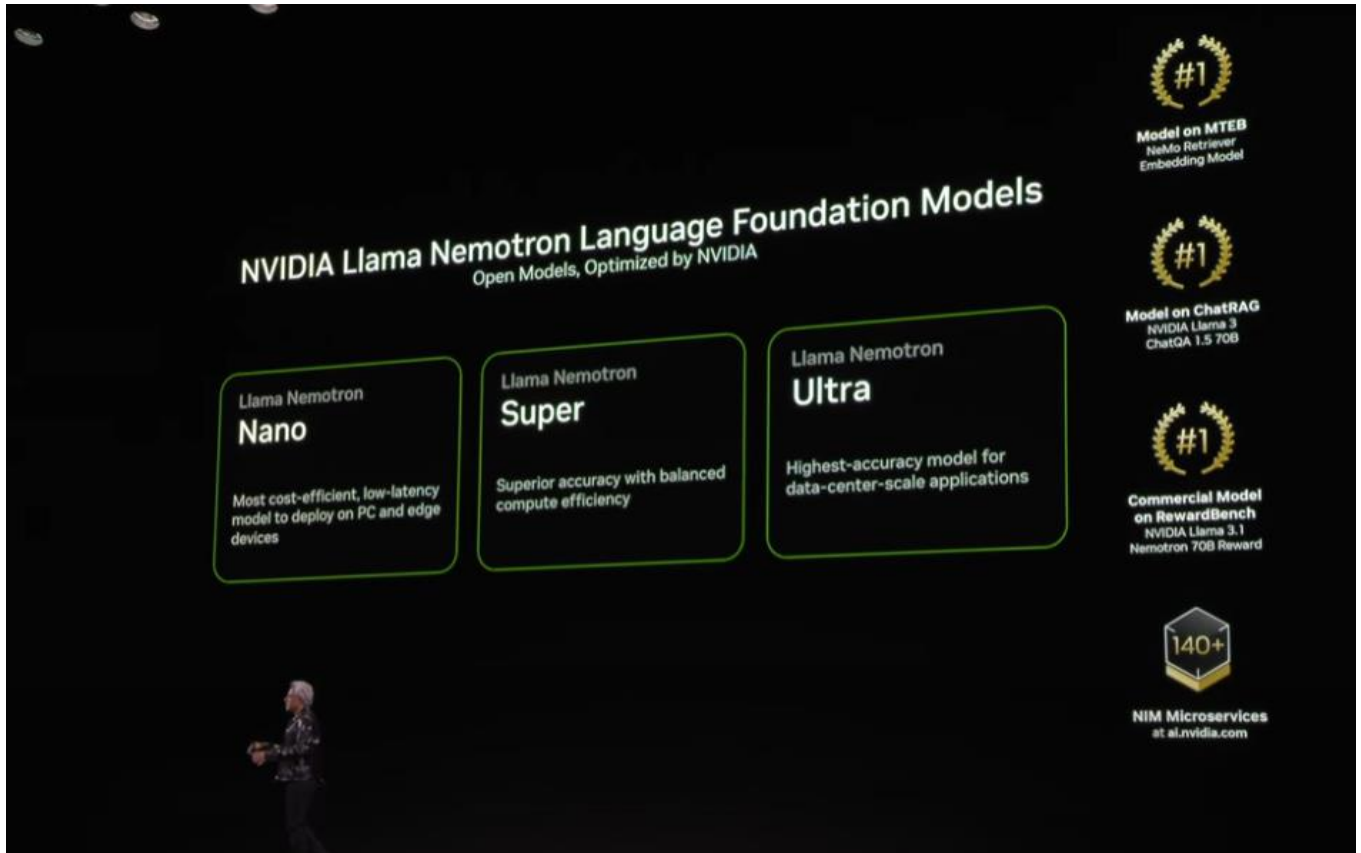 NVIDIA Llama Nemotron Language Foundation Models
Open Models, Optimized by NVIDIA
Llama Nemotron
Nano
Most cost-efficient, low-latency
model to deploy on PC and edge
devices
Llama Nemotron
Super
Superior accuracy with balanced
compute efficiency
Llama Nemotron
Ultra
Highest-accuracy model for
data-center-scale applications
#1
Model on MTEB
NeMo Retriever
Embedding Model
#1
Model on ChatRAG
NVIDIA Llama 3
ChatQA 1.5 70B
#1
Commercial Model
on RewardBench
NVIDIA Llama 3.1
Nemotron 70B Reward
140+
NIM Microservices
at ai.nvidia.com